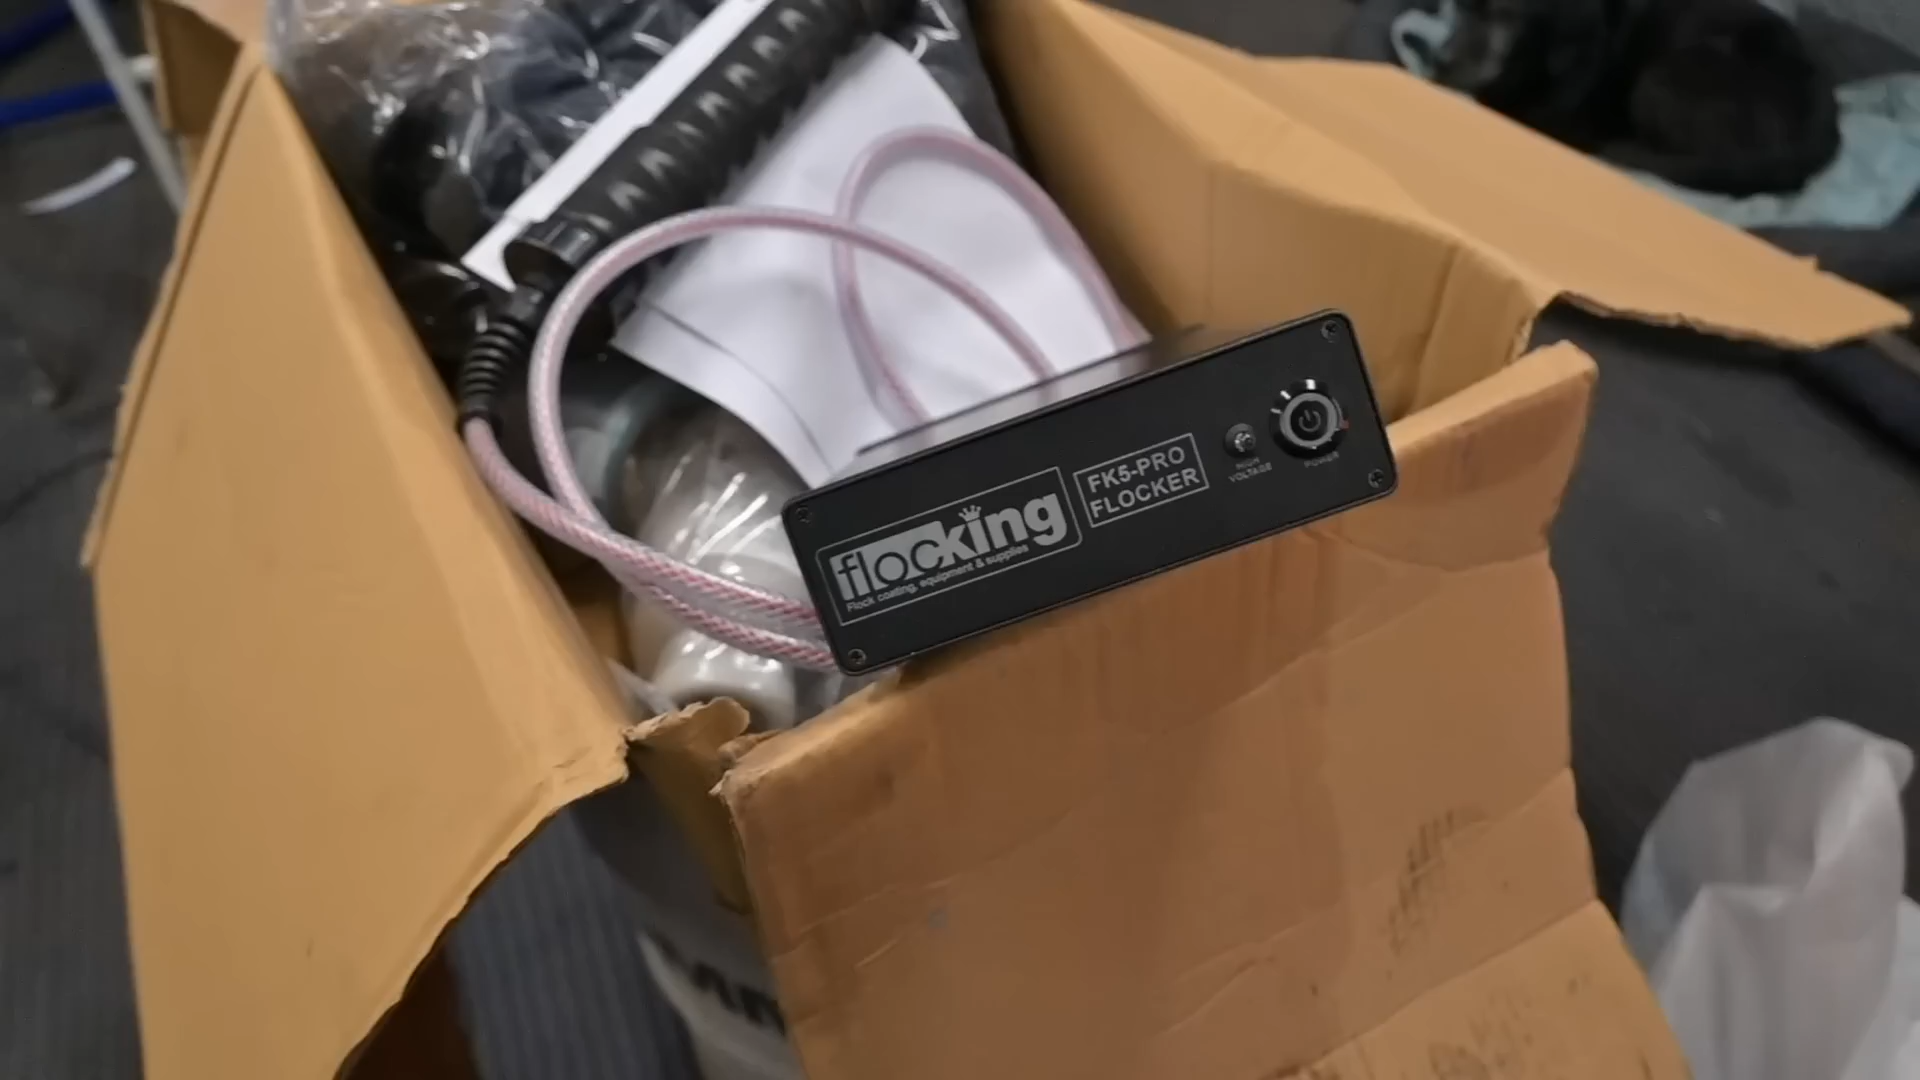 flocking
Flock coating, equipment & supplies
FK5-PRO
FLOCKER
HIGH
VOLTAGE
POWER